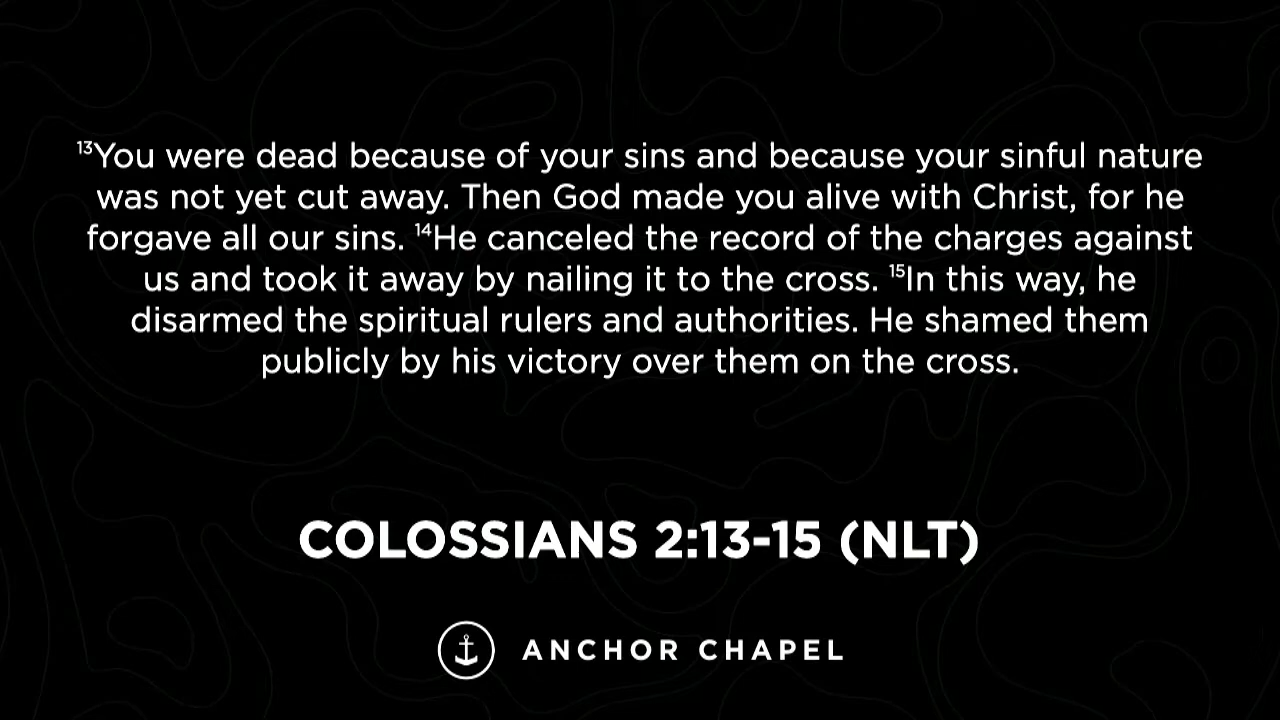 ¹³You were dead because of your sins and because your sinful nature
was not yet cut away. Then God made you alive with Christ, for he
forgave all our sins. ¹⁴He canceled the record of the charges against
us and took it away by nailing it to the cross. ¹⁵In this way, he
disarmed the spiritual rulers and authorities. He shamed them
publicly by his victory over them on the cross.
COLOSSIANS 2:13-15 (NLT)
ANCHOR CHAPEL